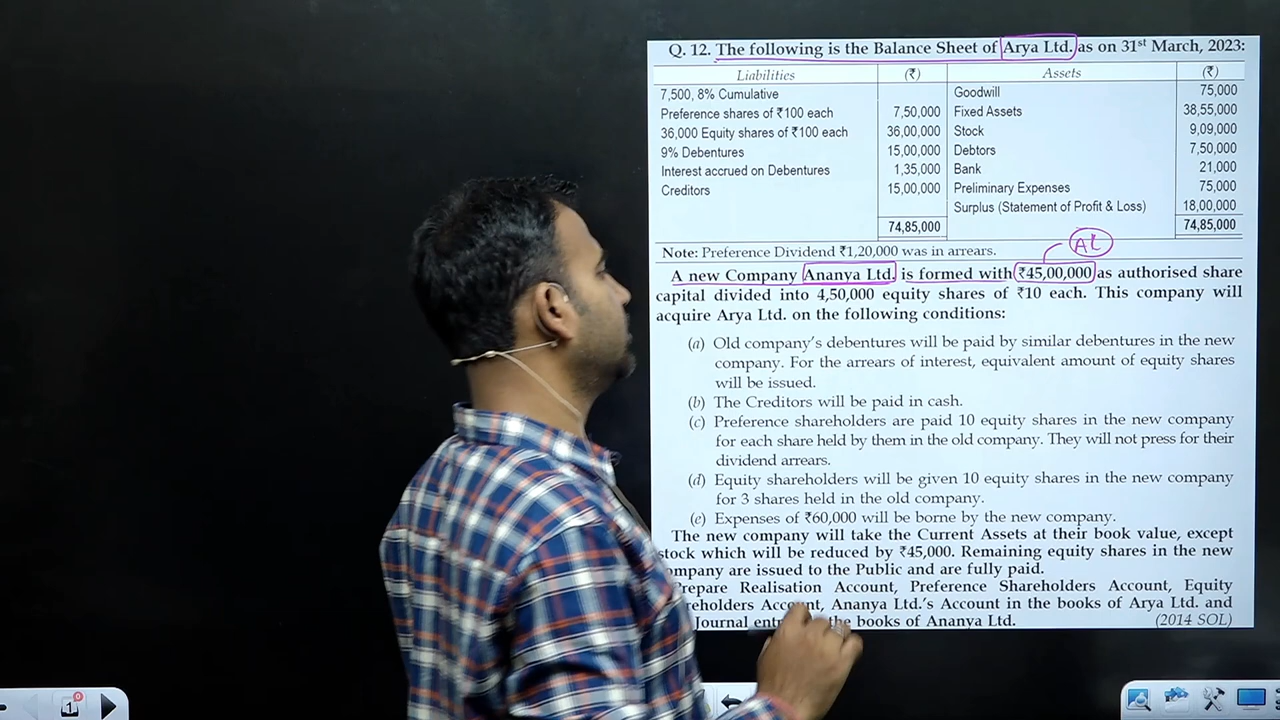 Q. 12. The following is the Balance Sheet of Arya Ltd. as on 31st March, 2023:
Liabilities (₹) Assets (₹)
7,500, 8% Cumulative Goodwill 75,000
Preference shares of ₹100 each 7,50,000 Fixed Assets 38,55,000
36,000 Equity shares of ₹100 each 36,00,000 Stock 9,09,000
9% Debentures 15,00,000 Debtors 7,50,000
Interest accrued on Debentures 1,35,000 Bank 21,000
Creditors 15,00,000 Preliminary Expenses 75,000
Surplus (Statement of Profit & Loss) 18,00,000
74,85,000 74,85,000
Note: Preference Dividend ₹1,20,000 was in arrears.
A new Company Ananya Ltd. is formed with ₹45,00,000 as authorised share
capital divided into 4,50,000 equity shares of ₹10 each. This company will
acquire Arya Ltd. on the following conditions:
(a) Old company's debentures will be paid by similar debentures in the new
company. For the arrears of interest, equivalent amount of equity shares
will be issued.
(b) The Creditors will be paid in cash.
(c) Preference shareholders are paid 10 equity shares in the new company
for each share held by them in the old company. They will not press for their
dividend arrears.
(d) Equity shareholders will be given 10 equity shares in the new company
for 3 shares held in the old company.
(e) Expenses of ₹60,000 will be borne by the new company.
The new company will take the Current Assets at their book value, except
stock which will be reduced by ₹45,000. Remaining equity shares in the new
ompany are issued to the Public and are fully paid.
repare Realisation Account, Preference Shareholders Account, Equity
reholders Account, Ananya Ltd.'s Account in the books of Arya Ltd. and
Journal the books of Ananya Ltd. (2014 SOL)
1
0